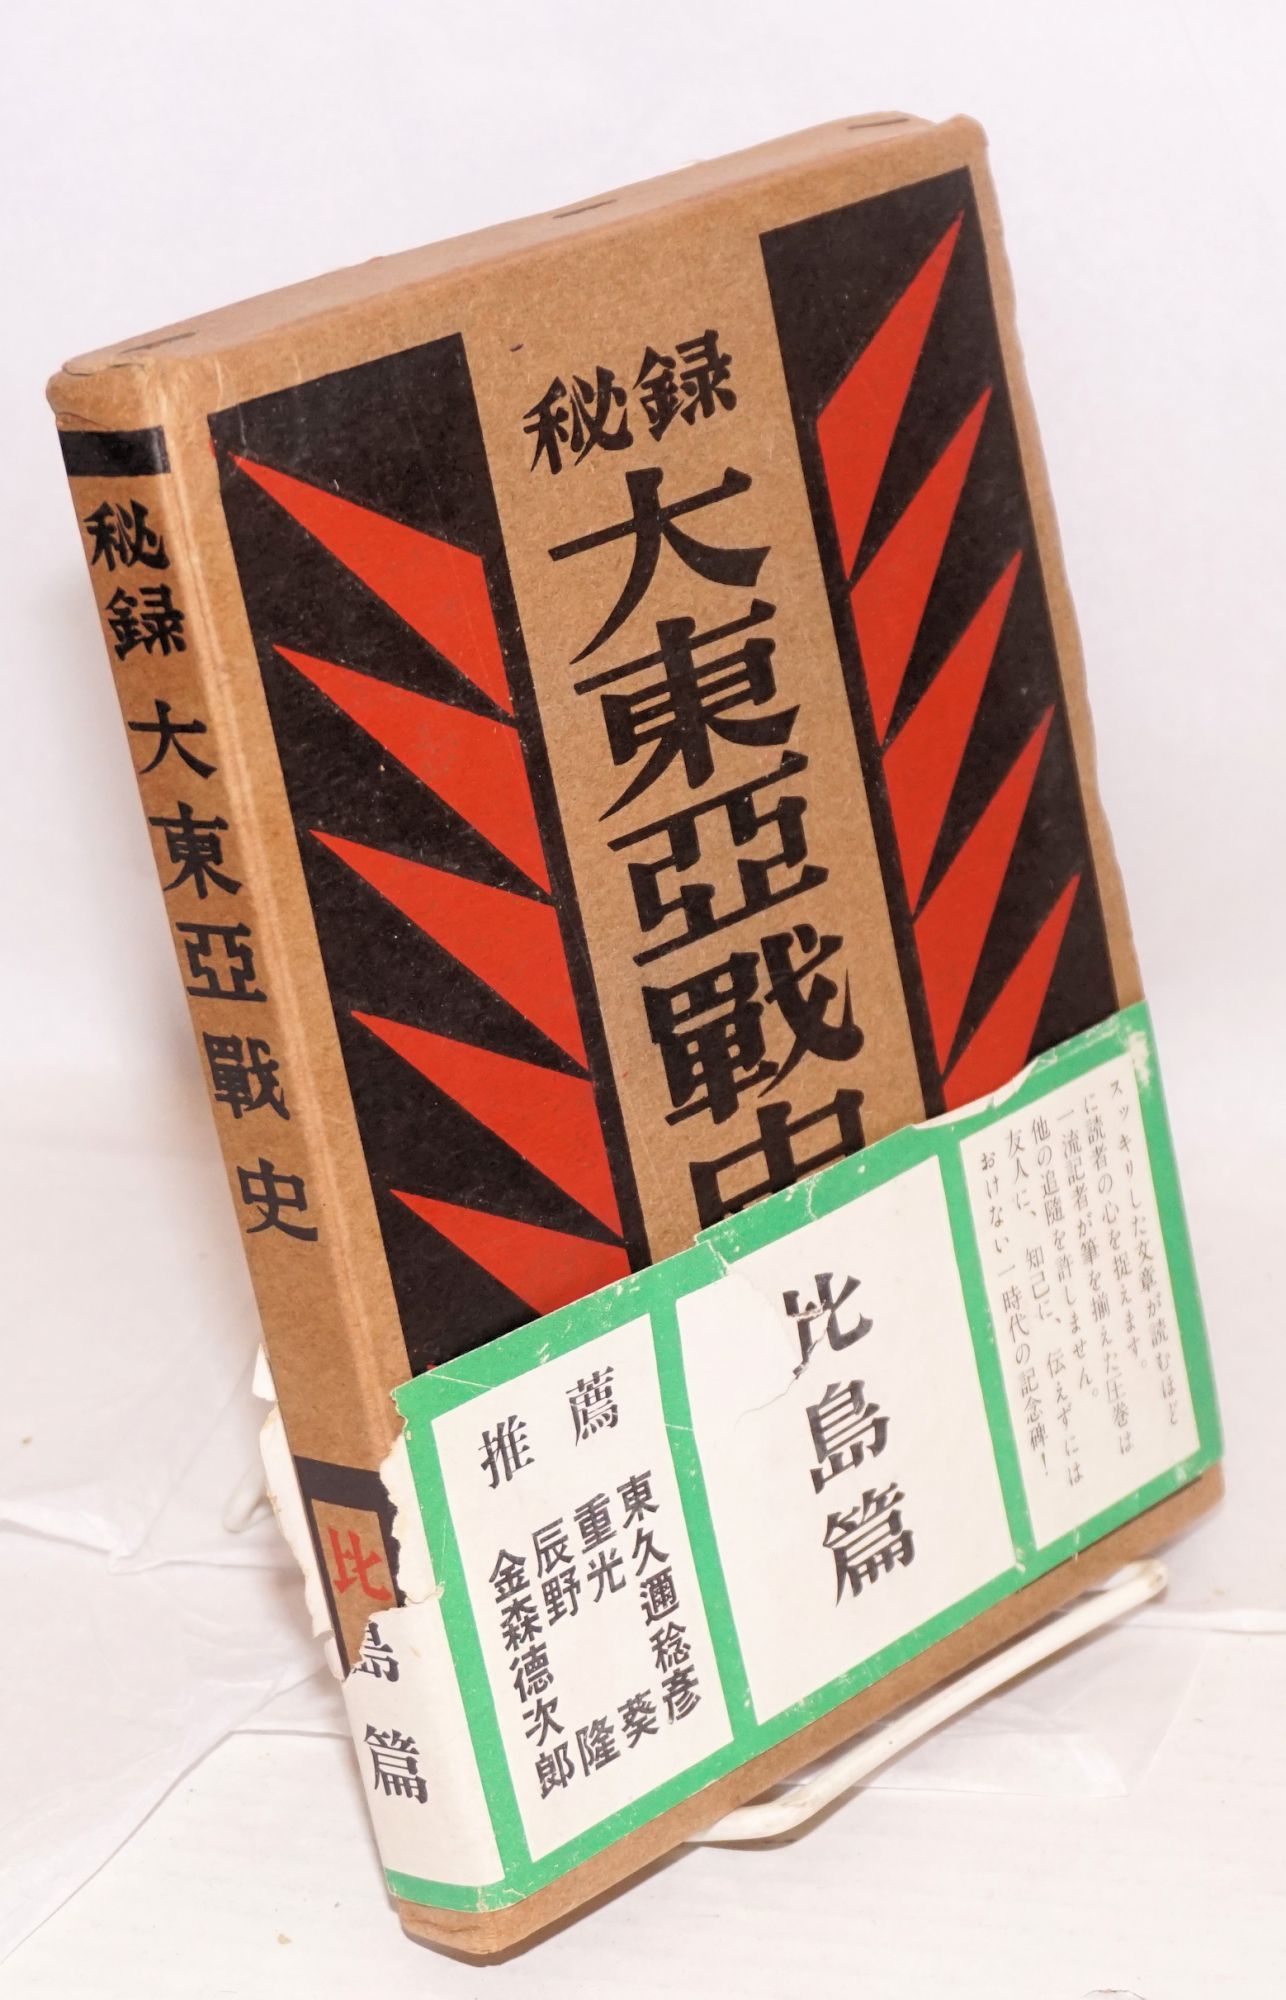 秘録
大東亞戰史
スッキリした文章が読むほど
に読者の心を捉えます。
一流記者が筆を揃えた圧巻は
他の追随を許しません。
友人に、知己に、伝えずには
おけない一時代の記念碑！
比島篇
推薦
東久邇稔彦
重光葵
辰野隆
金森德次郎
秘録 大東亞戰史
比島篇